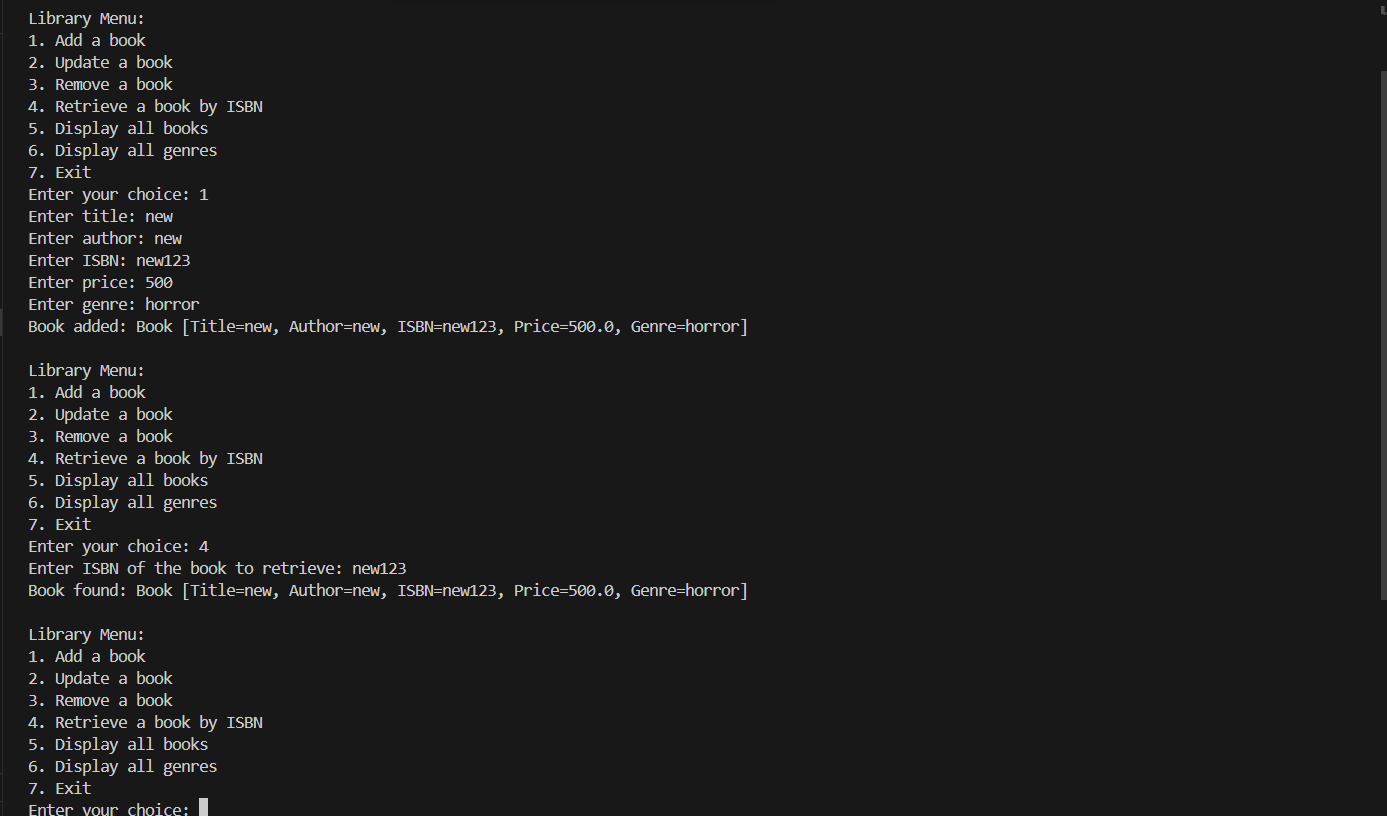 Library Menu:
1. Add a book
2. Update a book
3. Remove a book
4. Retrieve a book by ISBN
5. Display all books
6. Display all genres
7. Exit
Enter your choice: 1
Enter title: new
Enter author: new
Enter ISBN: new123
Enter price: 500
Enter genre: horror
Book added: Book [Title=new, Author=new, ISBN=new123, Price=500.0, Genre=horror]
Library Menu:
1. Add a book
2. Update a book
3. Remove a book
4. Retrieve a book by ISBN
5. Display all books
6. Display all genres
7. Exit
Enter your choice: 4
Enter ISBN of the book to retrieve: new123
Book found: Book [Title=new, Author=new, ISBN=new123, Price=500.0, Genre=horror]
Library Menu:
1. Add a book
2. Update a book
3. Remove a book
4. Retrieve a book by ISBN
5. Display all books
6. Display all genres
7. Exit
Enter your choice: